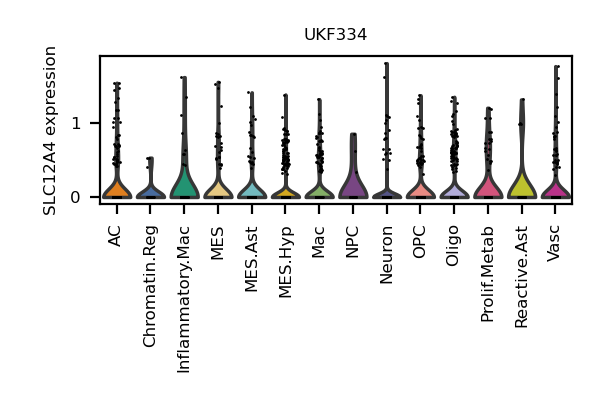 UKF334
SLC12A4 expression
1
0
AC
Chromatin.Reg
Inflammatory.Mac
MES
MES.Ast
MES.Hyp
Mac
NPC
Neuron
OPC
Oligo
Prolif.Metab
Reactive.Ast
Vasc